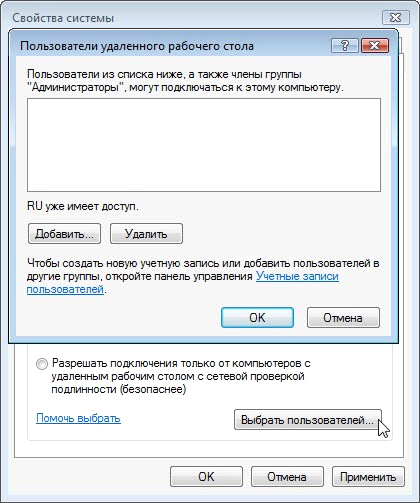 Свойства системы
Пользователи удаленного рабочего стола
Пользователи из списка ниже, а также члены группы
"Администраторы", могут подключаться к этому компьютеру.
RU уже имеет доступ.
Добавить...
Удалить
Чтобы создать новую учетную запись или добавить пользователей в
другие группы, откройте панель управления Учетные записи
пользователей.
OK
Отмена
Разрешать подключения только от компьютеров с
удаленным рабочим столом с сетевой проверкой
подлинности (безопаснее)
Помочь выбрать
Выбрать пользователей...
OK
Отмена
Применить